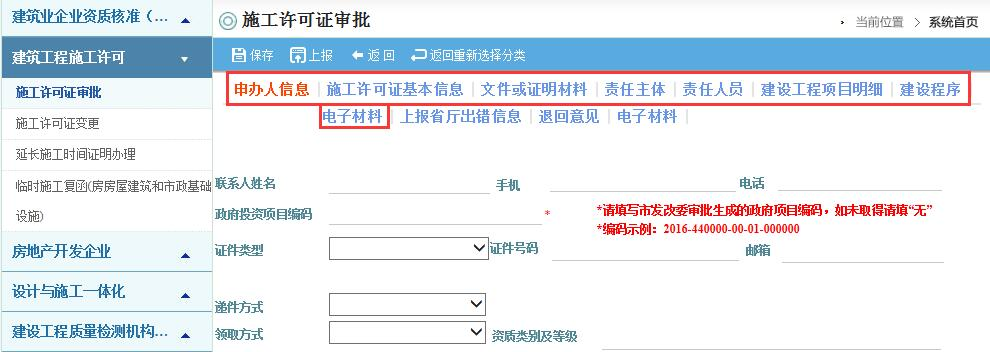 建筑业企业资质核准（...
建筑工程施工许可
施工许可证审批
施工许可证变更
延长施工时间证明办理
临时施工复函(房房屋建筑和市政基础
设施)
房地产开发企业
设计与施工一体化
建设工程质量检测机构...
施工许可证审批
当前位置 > 系统首页
保存 上报 返回 返回重新选择分类
申办人信息 | 施工许可证基本信息 | 文件或证明材料 | 责任主体 | 责任人员 | 建设工程项目明细 | 建设程序
电子材料 | 上报省厅出错信息 | 退回意见 | 电子材料 |
联系人姓名 手机 电话
政府投资项目编码 * *请填写市发改委审批生成的政府项目编码，如未取得请填“无”
*编码示例：2016-440000-00-01-000000
证件类型 证件号码 邮箱
递件方式
领取方式 资质类别及等级